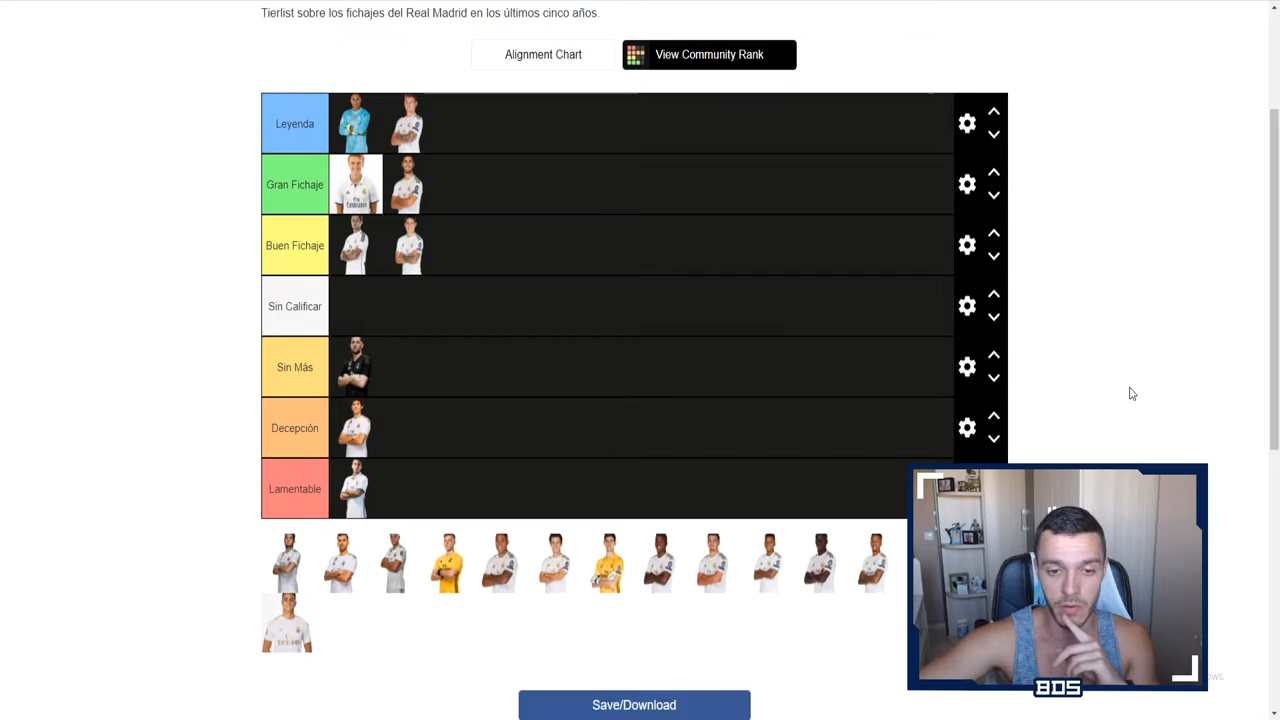 Tierlist sobre los fichajes del Real Madrid en los últimos cinco años.
Alignment Chart
View Community Rank
Leyenda
Gran Fichaje
Buen Fichaje
Sin Calificar
Sin Más
Decepción
Lamentable
Save/Download
BDS